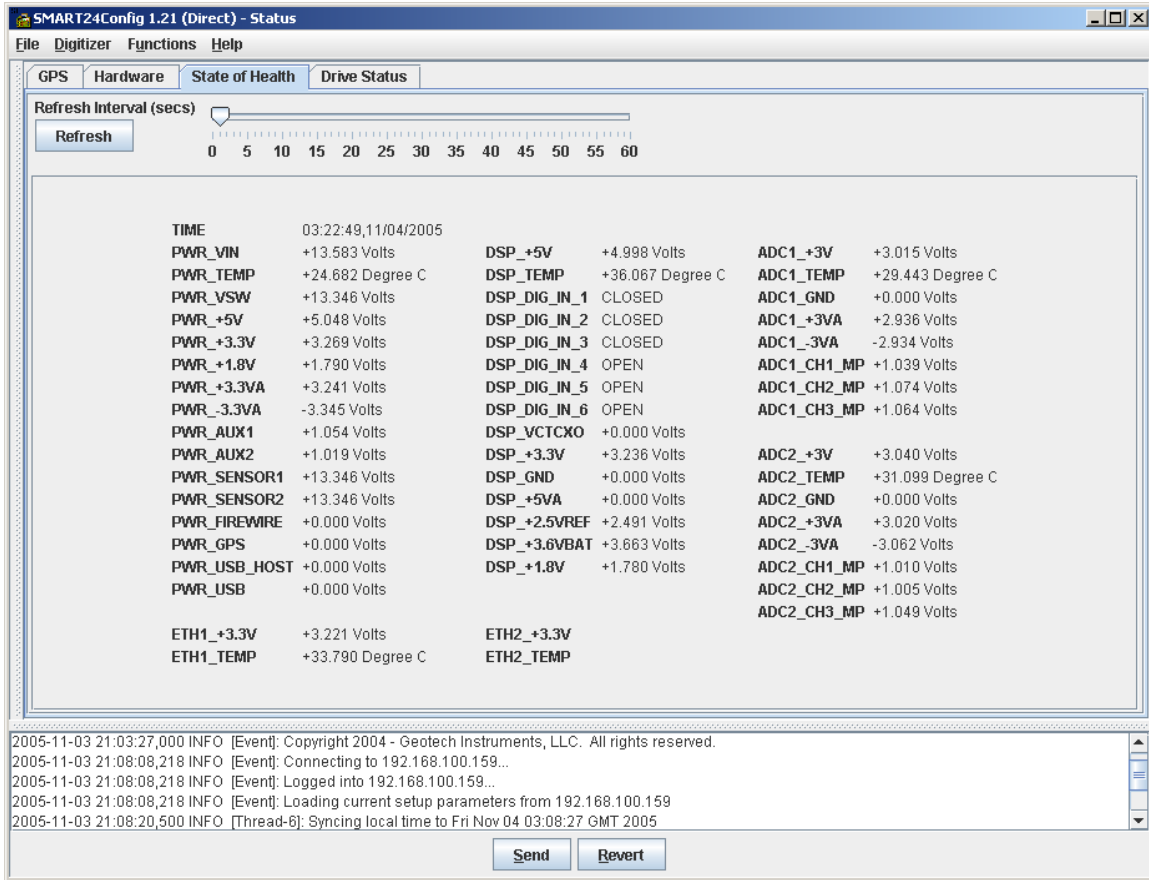 SMART24Config 1.21 (Direct) - Status
File Digitizer Functions Help
GPS Hardware State of Health Drive Status
Refresh Interval (secs)
Refresh
0 5 10 15 20 25 30 35 40 45 50 55 60
TIME 03:22:49,11/04/2005
PWR_VIN +13.583 Volts DSP_+5V +4.998 Volts ADC1_+3V +3.015 Volts
PWR_TEMP +24.682 Degree C DSP_TEMP +36.067 Degree C ADC1_TEMP +29.443 Degree C
PWR_VSW +13.346 Volts DSP_DIG_IN_1 CLOSED ADC1_GND +0.000 Volts
PWR_+5V +5.048 Volts DSP_DIG_IN_2 CLOSED ADC1_+3VA +2.936 Volts
PWR_+3.3V +3.269 Volts DSP_DIG_IN_3 CLOSED ADC1_-3VA -2.934 Volts
PWR_+1.8V +1.790 Volts DSP_DIG_IN_4 OPEN ADC1_CH1_MP +1.039 Volts
PWR_+3.3VA +3.241 Volts DSP_DIG_IN_5 OPEN ADC1_CH2_MP +1.074 Volts
PWR_-3.3VA -3.345 Volts DSP_DIG_IN_6 OPEN ADC1_CH3_MP +1.064 Volts
PWR_AUX1 +1.054 Volts DSP_VCTCXO +0.000 Volts
PWR_AUX2 +1.019 Volts DSP_+3.3V +3.236 Volts ADC2_+3V +3.040 Volts
PWR_SENSOR1 +13.346 Volts DSP_GND +0.000 Volts ADC2_TEMP +31.099 Degree C
PWR_SENSOR2 +13.346 Volts DSP_+5VA +0.000 Volts ADC2_GND +0.000 Volts
PWR_FIREWIRE +0.000 Volts DSP_+2.5VREF +2.491 Volts ADC2_+3VA +3.020 Volts
PWR_GPS +0.000 Volts DSP_+3.6VBAT +3.663 Volts ADC2_-3VA -3.062 Volts
PWR_USB_HOST +0.000 Volts DSP_+1.8V +1.780 Volts ADC2_CH1_MP +1.010 Volts
PWR_USB +0.000 Volts ADC2_CH2_MP +1.005 Volts
ADC2_CH3_MP +1.049 Volts
ETH1_+3.3V +3.221 Volts ETH2_+3.3V
ETH1_TEMP +33.790 Degree C ETH2_TEMP
2005-11-03 21:03:27,000 INFO [Event]: Copyright 2004 - Geotech Instruments, LLC. All rights reserved.
2005-11-03 21:08:08,218 INFO [Event]: Connecting to 192.168.100.159...
2005-11-03 21:08:08,218 INFO [Event]: Logged into 192.168.100.159...
2005-11-03 21:08:08,218 INFO [Event]: Loading current setup parameters from 192.168.100.159
2005-11-03 21:08:20,500 INFO [Thread-6]: Syncing local time to Fri Nov 04 03:08:27 GMT 2005
Send Revert